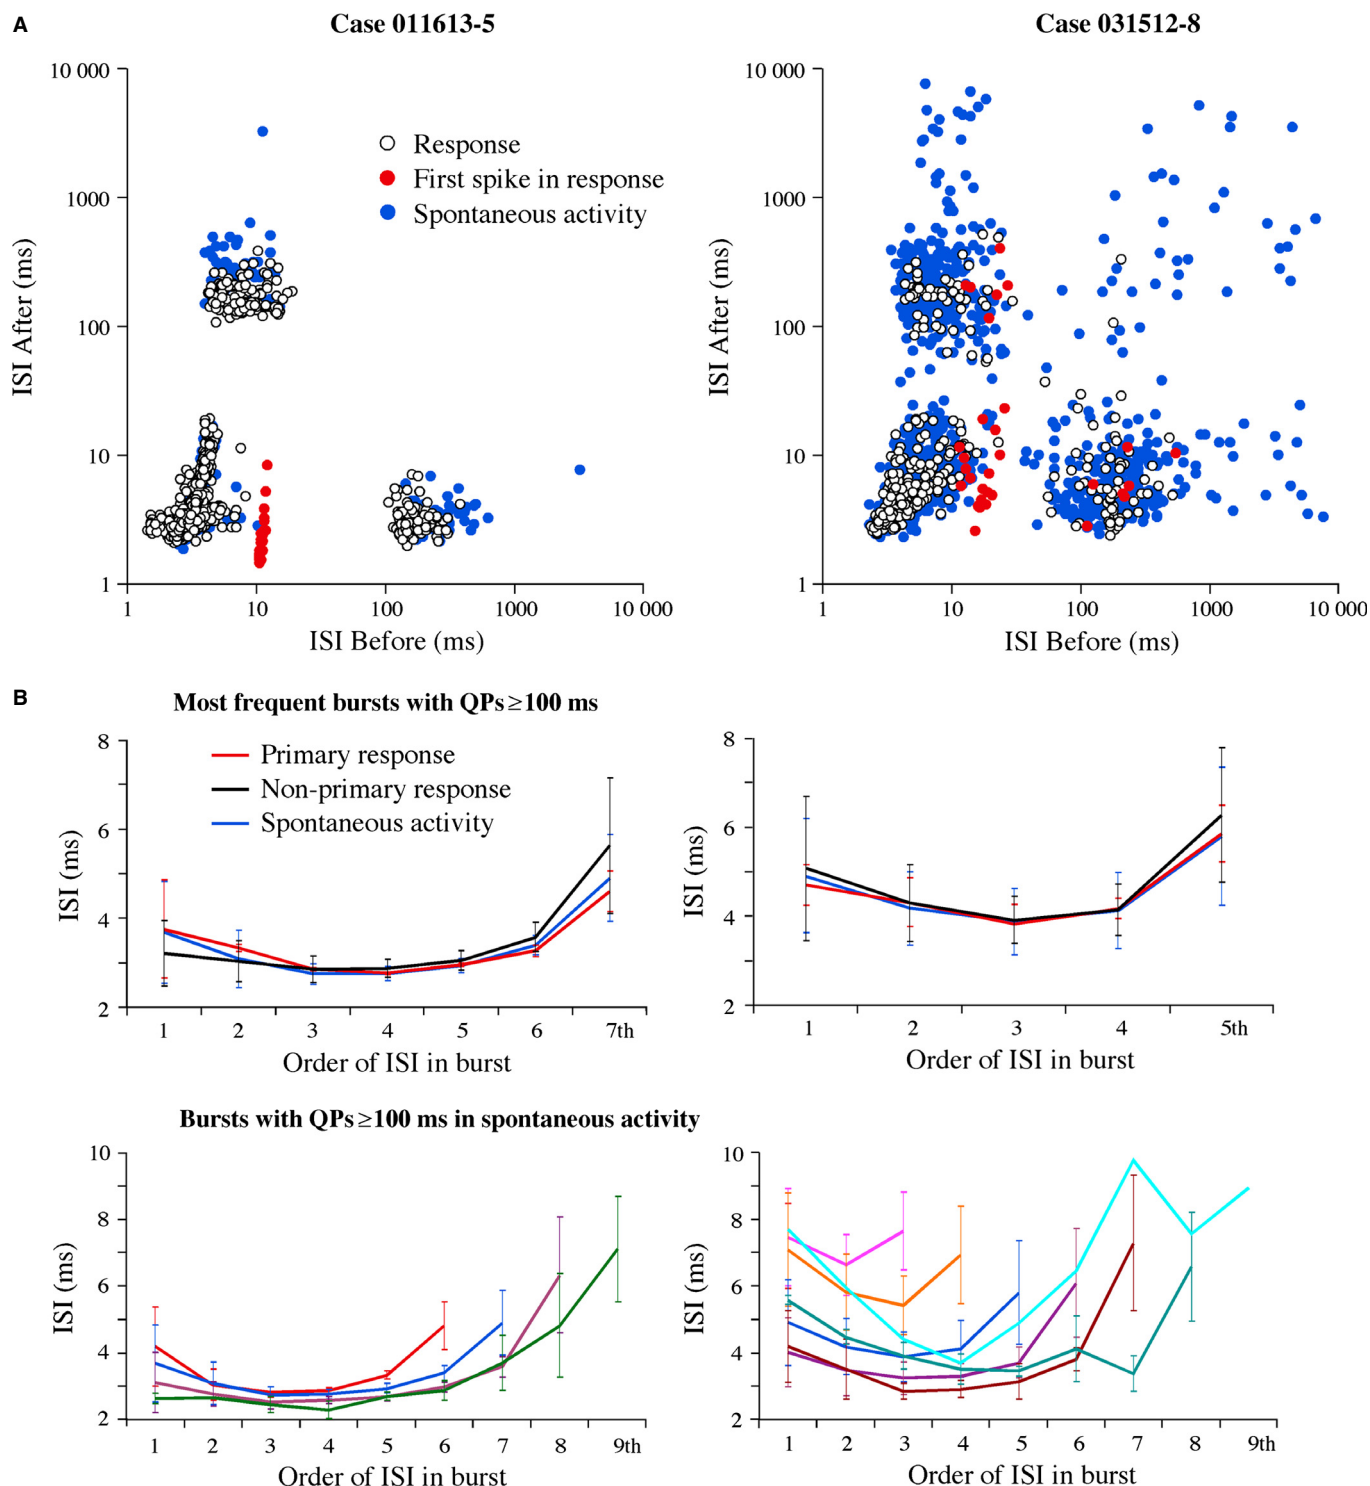 A
Case 011613-5
Case 031512-8
10 000
1000
100
10
1
ISI After (ms)
Response
First spike in response
Spontaneous activity
1 10 100 1000 10 000
ISI Before (ms)
10 000
1000
100
10
1
ISI After (ms)
1 10 100 1000 10 000
ISI Before (ms)
B
Most frequent bursts with QPs ≥100 ms
8
6
4
2
ISI (ms)
Primary response
Non-primary response
Spontaneous activity
1 2 3 4 5 6 7th
Order of ISI in burst
8
6
4
2
ISI (ms)
1 2 3 4 5th
Order of ISI in burst
Bursts with QPs ≥100 ms in spontaneous activity
10
8
6
4
2
ISI (ms)
1 2 3 4 5 6 7 8 9th
Order of ISI in burst
10
8
6
4
2
ISI (ms)
1 2 3 4 5 6 7 8 9th
Order of ISI in burst